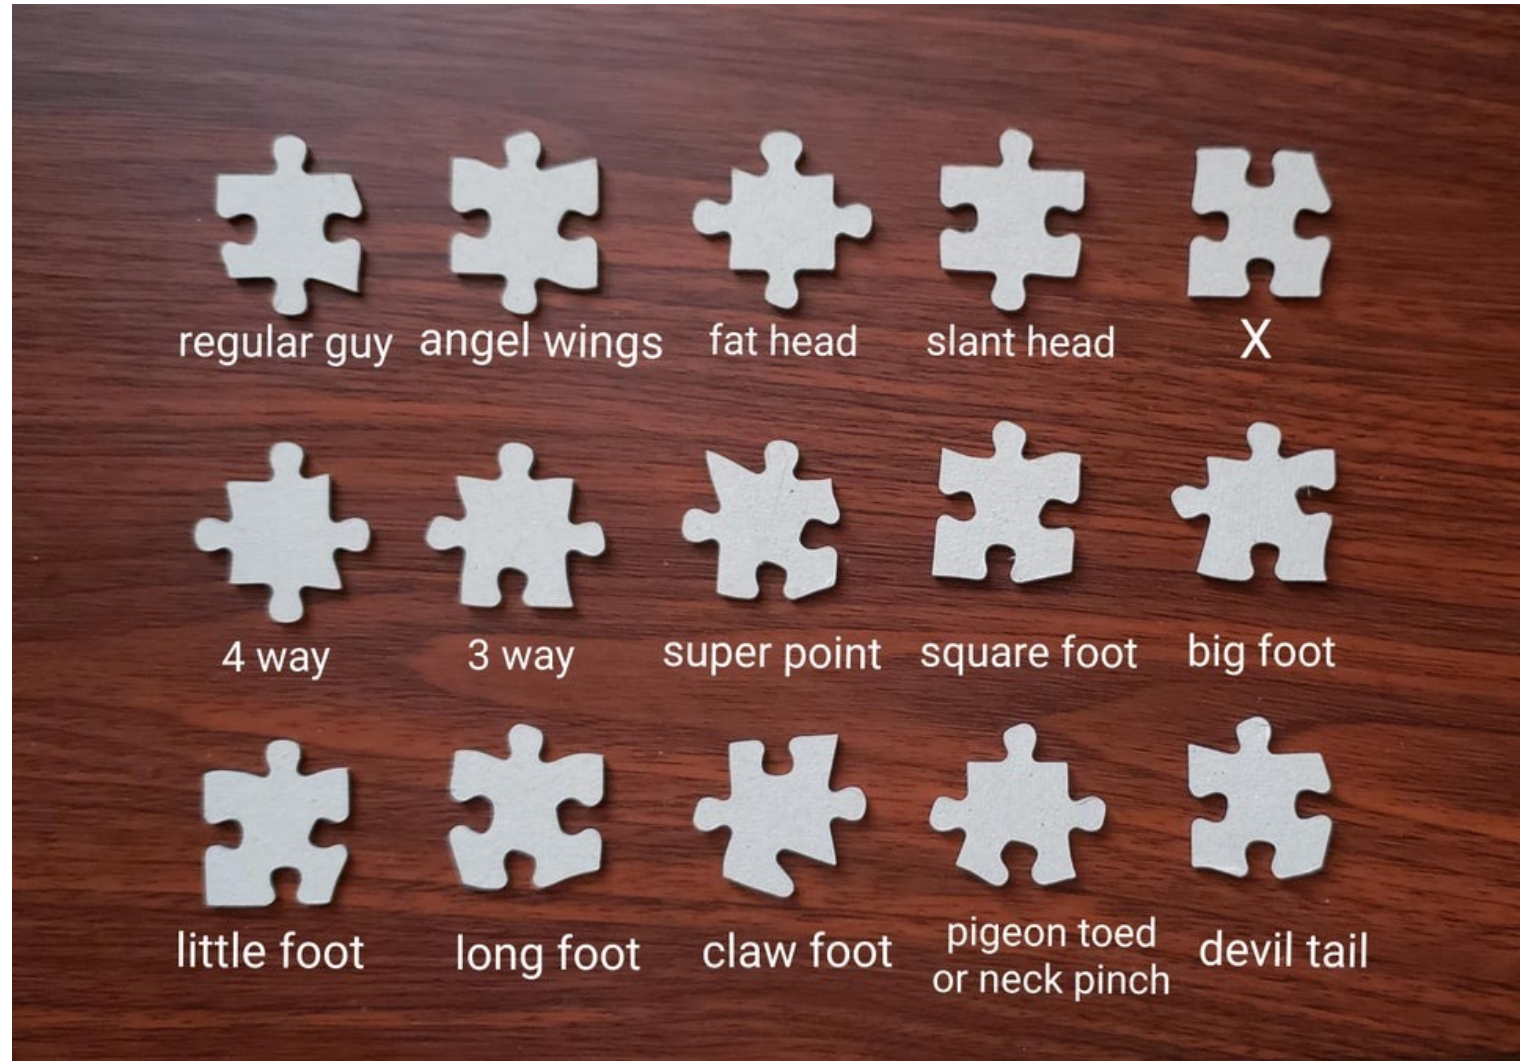 regular guy
angel wings
fat head
slant head
X
4 way
3 way
super point
square foot
big foot
little foot
long foot
claw foot
pigeon toed
or neck pinch
devil tail